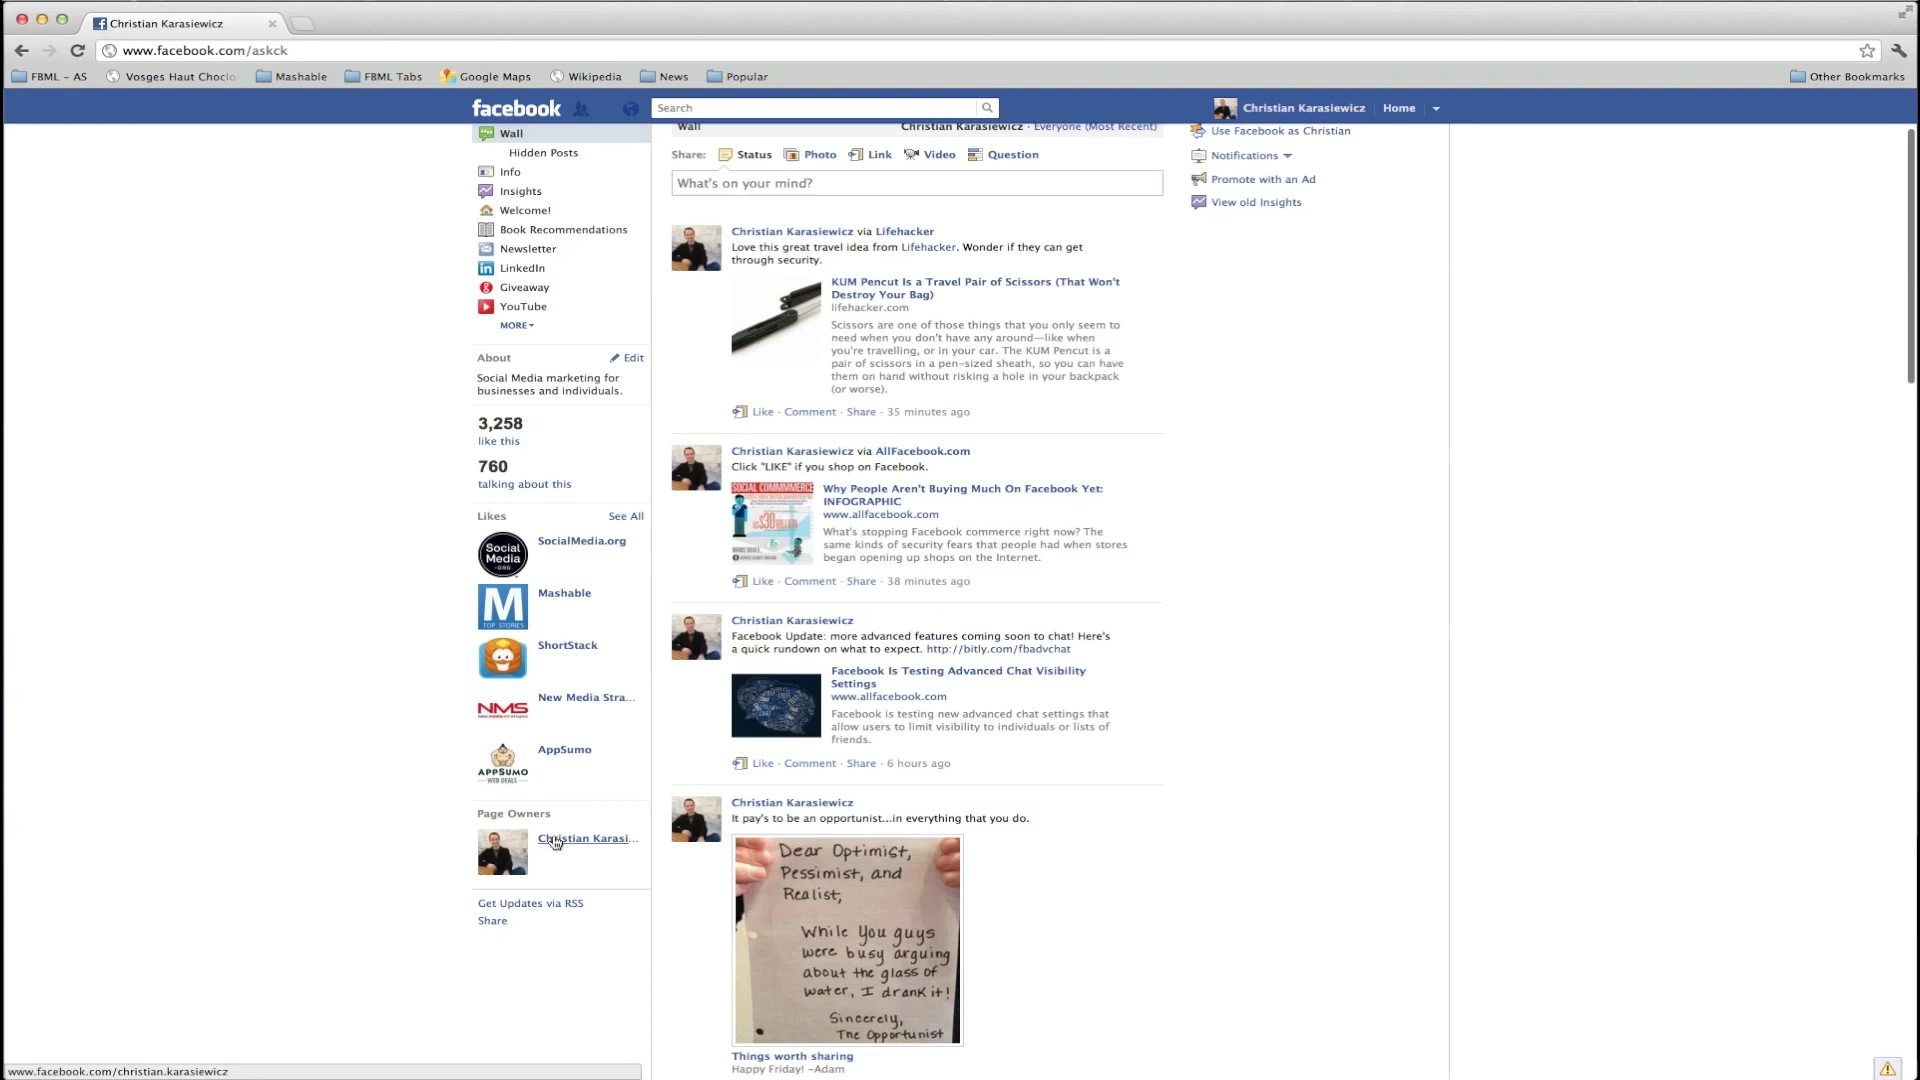 Christian Karasiewicz
www.facebook.com/askck
FBML - AS
Vosges Haut Choclo
Mashable
FBML Tabs
Google Maps
Wikipedia
News
Popular
Other Bookmarks
facebook
Search
Christian Karasiewicz
Home
Wall
Hidden Posts
Info
Insights
Welcome!
Book Recommendations
Newsletter
LinkedIn
Giveaway
YouTube
MORE
About
Edit
Social Media marketing for
businesses and individuals.
3,258
like this
760
talking about this
Likes
See All
Social
Media
.ORG
SocialMedia.org
M
TOP STORIES
Mashable
ShortStack
NMS
New Media Stra...
APPSUMO
WEB DEALS
AppSumo
Page Owners
Christian Karasi...
Get Updates via RSS
Share
Wall
Christian Karasiewicz · Everyone (Most Recent)
Share: Status Photo Link Video Question
What's on your mind?
Christian Karasiewicz via Lifehacker
Love this great travel idea from Lifehacker. Wonder if they can get
through security.
KUM Pencut Is a Travel Pair of Scissors (That Won't
Destroy Your Bag)
lifehacker.com
Scissors are one of those things that you only seem to
need when you don't have any around—like when
you're travelling, or in your car. The KUM Pencut is a
pair of scissors in a pen-sized sheath, so you can have
them on hand without risking a hole in your backpack
(or worse).
Like · Comment · Share · 35 minutes ago
Christian Karasiewicz via AllFacebook.com
Click "LIKE" if you shop on Facebook.
SOCIAL COMMMMERCE
$30 BILLION
Why People Aren't Buying Much On Facebook Yet:
INFOGRAPHIC
www.allfacebook.com
What's stopping Facebook commerce right now? The
same kinds of security fears that people had when stores
began opening up shops on the Internet.
Like · Comment · Share · 38 minutes ago
Christian Karasiewicz
Facebook Update: more advanced features coming soon to chat! Here's
a quick rundown on what to expect. http://bitly.com/fbadvchat
Facebook Is Testing Advanced Chat Visibility
Settings
www.allfacebook.com
Facebook is testing new advanced chat settings that
allow users to limit visibility to individuals or lists of
friends.
Like · Comment · Share · 6 hours ago
Christian Karasiewicz
It pay's to be an opportunist...in everything that you do.
Dear Optimist,
Pessimist, and
Realist,
While you guys
were busy arguing
about the glass of
water, I drank it!
Sincerely,
The Opportunist
Things worth sharing
Happy Friday! -Adam
Use Facebook as Christian
Notifications
Promote with an Ad
View old Insights
www.facebook.com/christian.karasiewicz